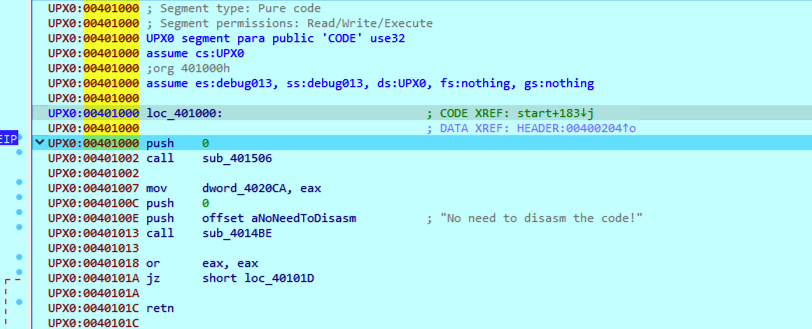 UPX0:00401000 ; Segment type: Pure code
UPX0:00401000 ; Segment permissions: Read/Write/Execute
UPX0:00401000 UPX0 segment para public 'CODE' use32
UPX0:00401000 assume cs:UPX0
UPX0:00401000 ;org 401000h
UPX0:00401000 assume es:debug013, ss:debug013, ds:UPX0, fs:nothing, gs:nothing
UPX0:00401000
UPX0:00401000 loc_401000: ; CODE XREF: start+183↓j
UPX0:00401000 ; DATA XREF: HEADER:00400204↑o
EIP UPX0:00401000 push 0
UPX0:00401002 call sub_401506
UPX0:00401002
UPX0:00401007 mov dword_4020CA, eax
UPX0:0040100C push 0
UPX0:0040100E push offset aNoNeedToDisasm ; "No need to disasm the code!"
UPX0:00401013 call sub_4014BE
UPX0:00401013
UPX0:00401018 or eax, eax
UPX0:0040101A jz short loc_40101D
UPX0:0040101A
UPX0:0040101C retn
UPX0:0040101C